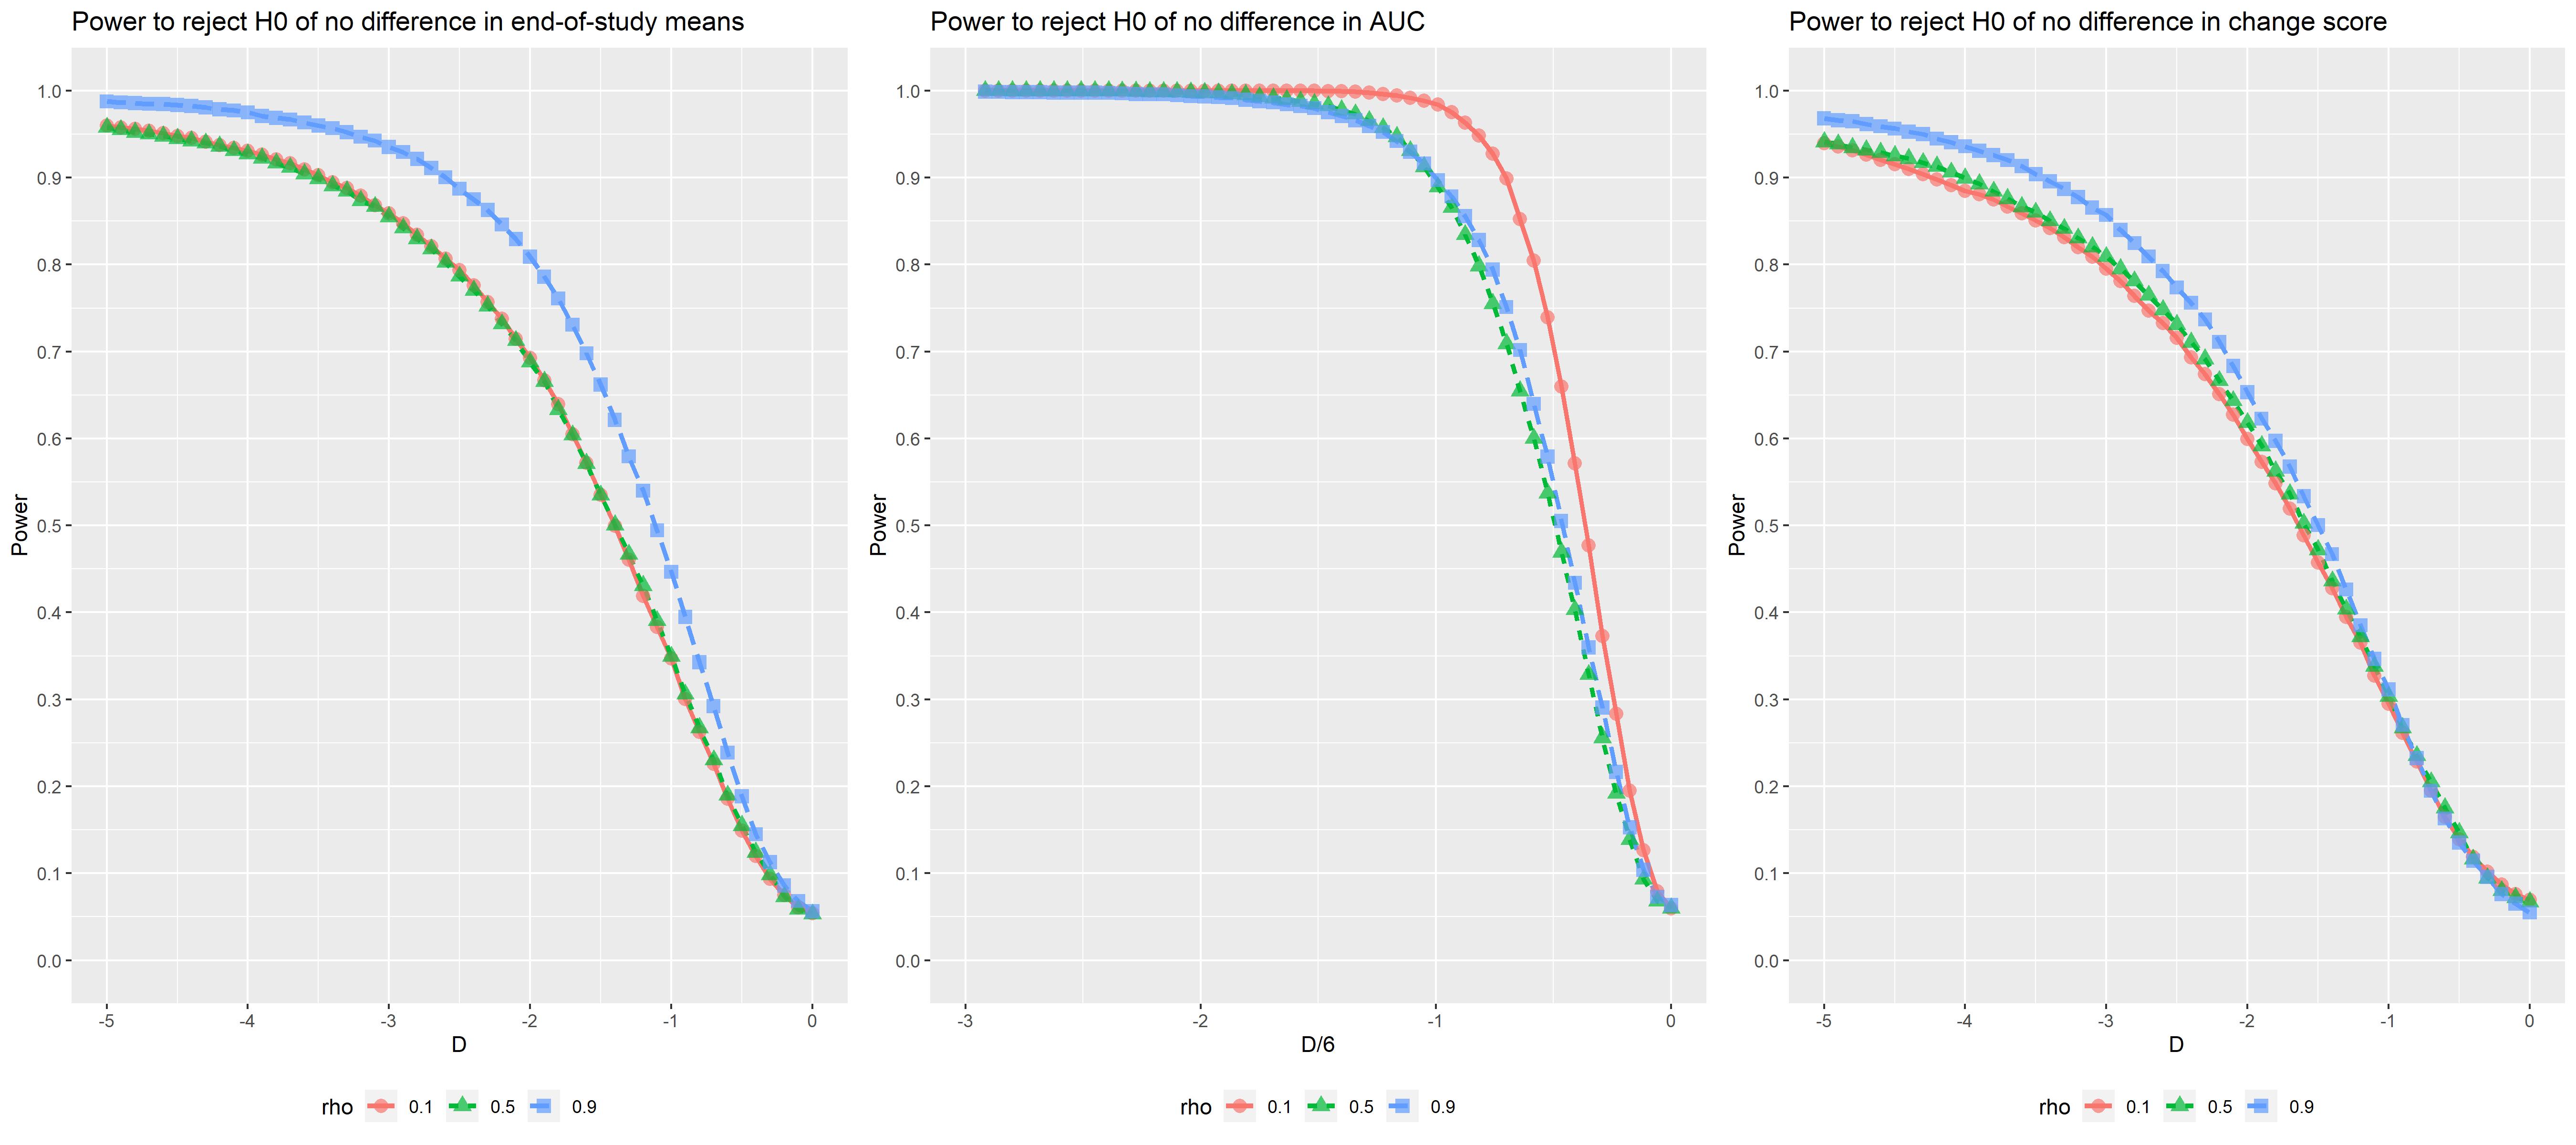 Power to reject H0 of no difference in end-of-study means
1.0
0.9
0.8
0.7
0.6
0.5
0.4
0.3
0.2
0.1
0.0
Power
-5 -4 -3 -2 -1 0
D
rho 0.1 0.5 0.9
Power to reject H0 of no difference in AUC
1.0
0.9
0.8
0.7
0.6
0.5
0.4
0.3
0.2
0.1
0.0
Power
-3 -2 -1 0
D/6
rho 0.1 0.5 0.9
Power to reject H0 of no difference in change score
1.0
0.9
0.8
0.7
0.6
0.5
0.4
0.3
0.2
0.1
0.0
Power
-5 -4 -3 -2 -1 0
D
rho 0.1 0.5 0.9